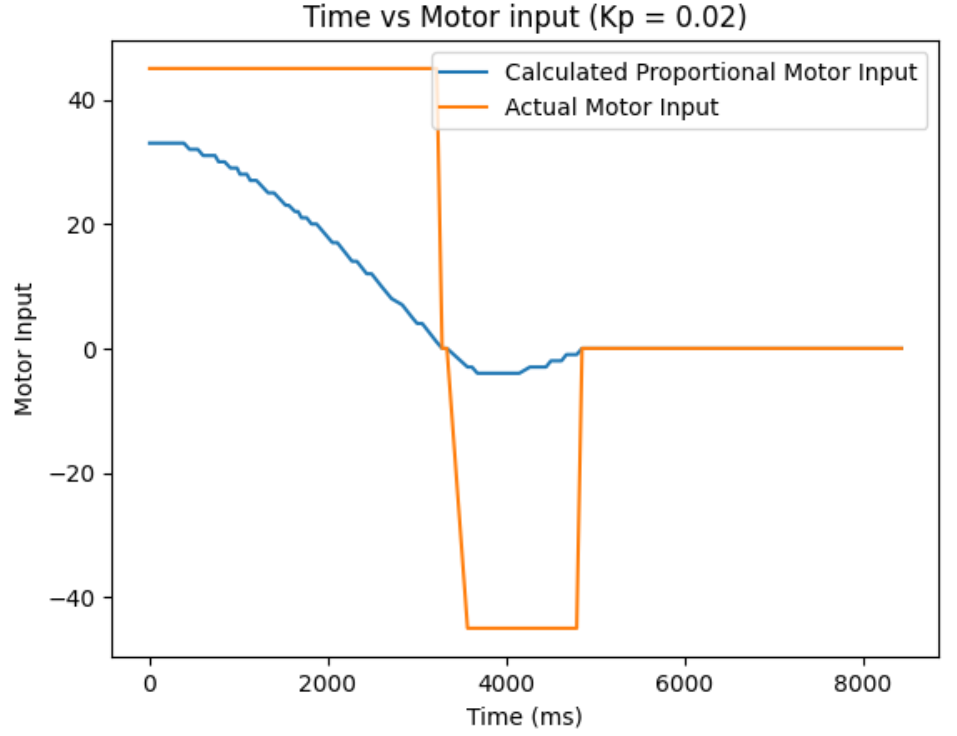 Time vs Motor input (Kp = 0.02)
Calculated Proportional Motor Input
Actual Motor Input
40
20
0
−20
−40
Motor Input
0 2000 4000 6000 8000
Time (ms)